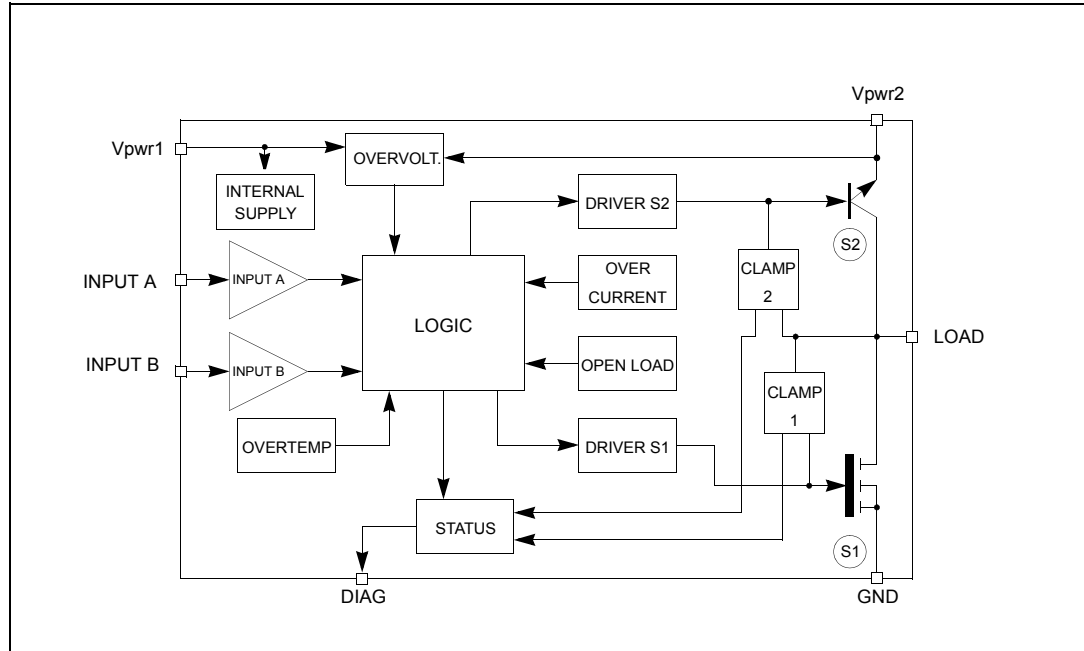 Vpwr2
Vpwr1
OVERVOLT.
INTERNAL
SUPPLY
DRIVER S2
S2
INPUT A
INPUT A
OVER
CURRENT
CLAMP
2
LOGIC
LOAD
INPUT B
INPUT B
OPEN LOAD
CLAMP
1
OVERTEMP
DRIVER S1
STATUS
S1
DIAG
GND